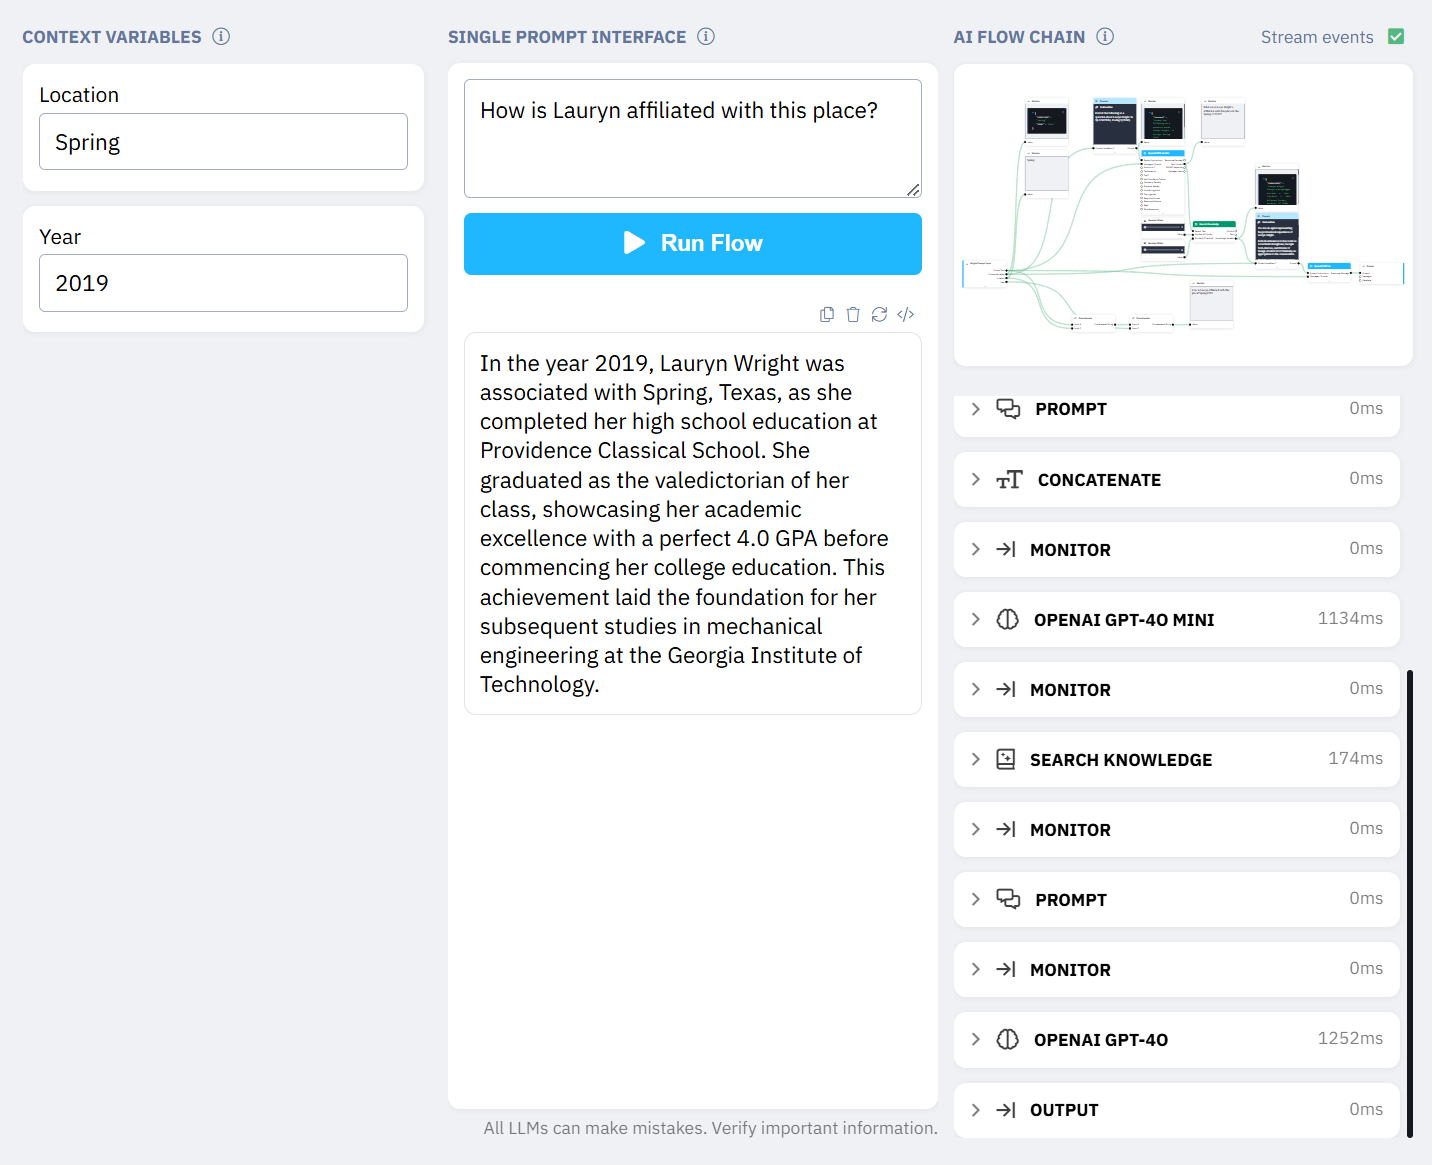 CONTEXT VARIABLES
Location
Spring
Year
2019
SINGLE PROMPT INTERFACE
How is Lauryn affiliated with this place?
Run Flow
In the year 2019, Lauryn Wright was
associated with Spring, Texas, as she
completed her high school education at
Providence Classical School. She
graduated as the valedictorian of her
class, showcasing her academic
excellence with a perfect 4.0 GPA before
commencing her college education. This
achievement laid the foundation for her
subsequent studies in mechanical
engineering at the Georgia Institute of
Technology.
All LLMs can make mistakes. Verify important information.
AI FLOW CHAIN
Stream events
PROMPT 0ms
CONCATENATE 0ms
MONITOR 0ms
OPENAI GPT-4O MINI 1134ms
MONITOR 0ms
SEARCH KNOWLEDGE 174ms
MONITOR 0ms
PROMPT 0ms
MONITOR 0ms
OPENAI GPT-4O 1252ms
OUTPUT 0ms